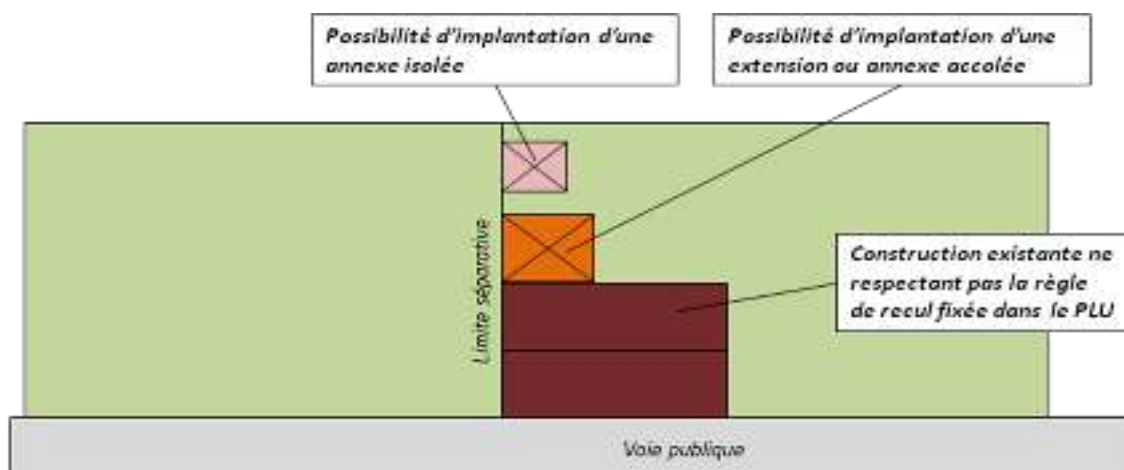 Possibilité d'implantation d'une
annexe isolée
Possibilité d'implantation d'une
extension ou annexe accolée
Limite séparative
Construction existante ne
respectant pas la règle
de recul fixée dans le PLU
Voie publique